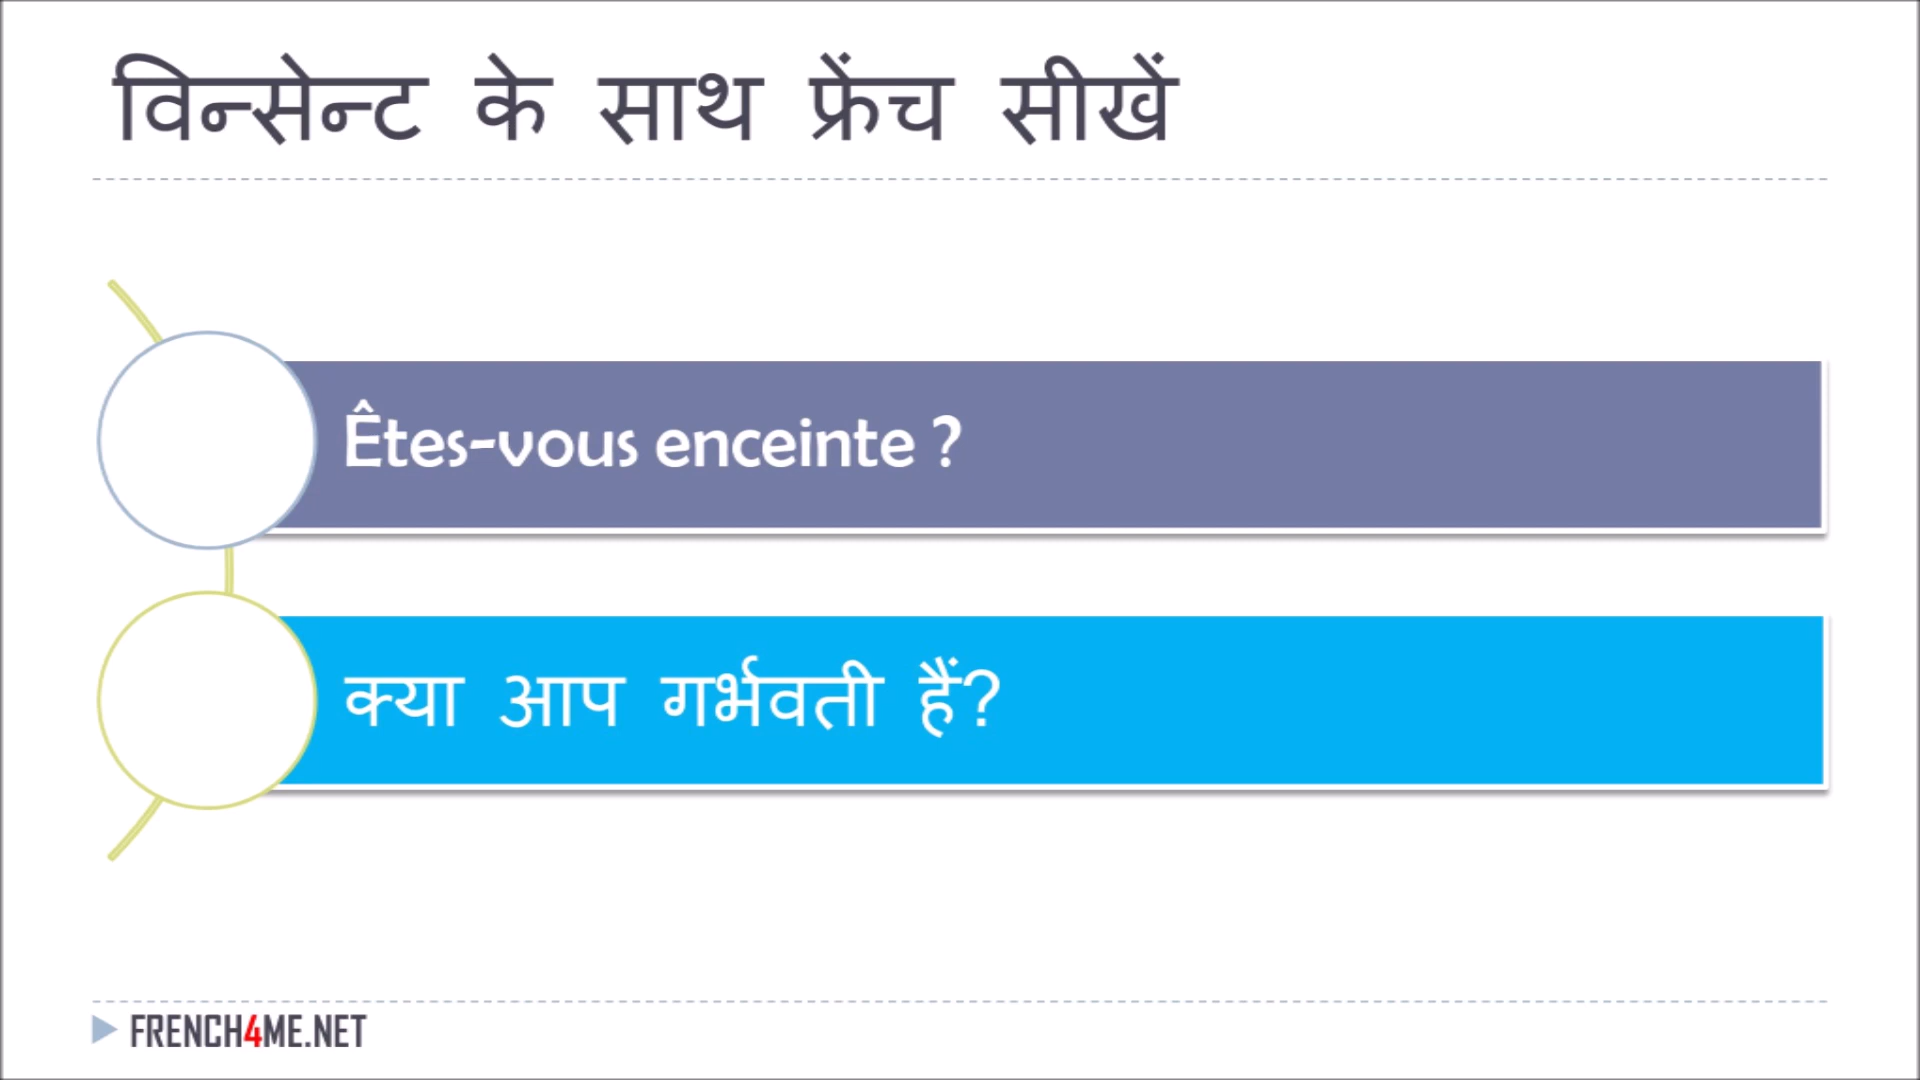 विन्सेन्ट के साथ फ्रेंच सीखें
Êtes-vous enceinte ?
क्या आप गर्भवती हैं?
FRENCH4ME.NET